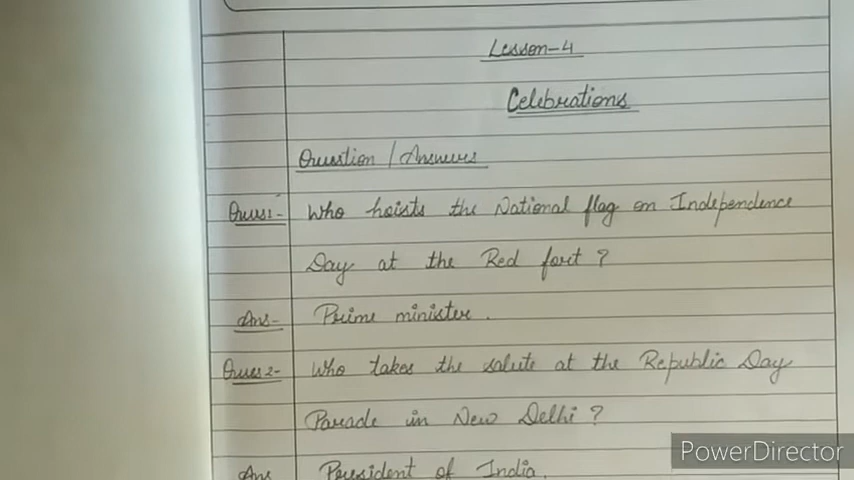 Lesson-4
Celebrations
Question / Answers
Ques1- Who hoists the National flag on Independence
Day at the Red fort ?
Ans- Prime minister .
Ques 2- Who takes the salute at the Republic Day
Parade in New Delhi ?
Ans President of India.
PowerDirector